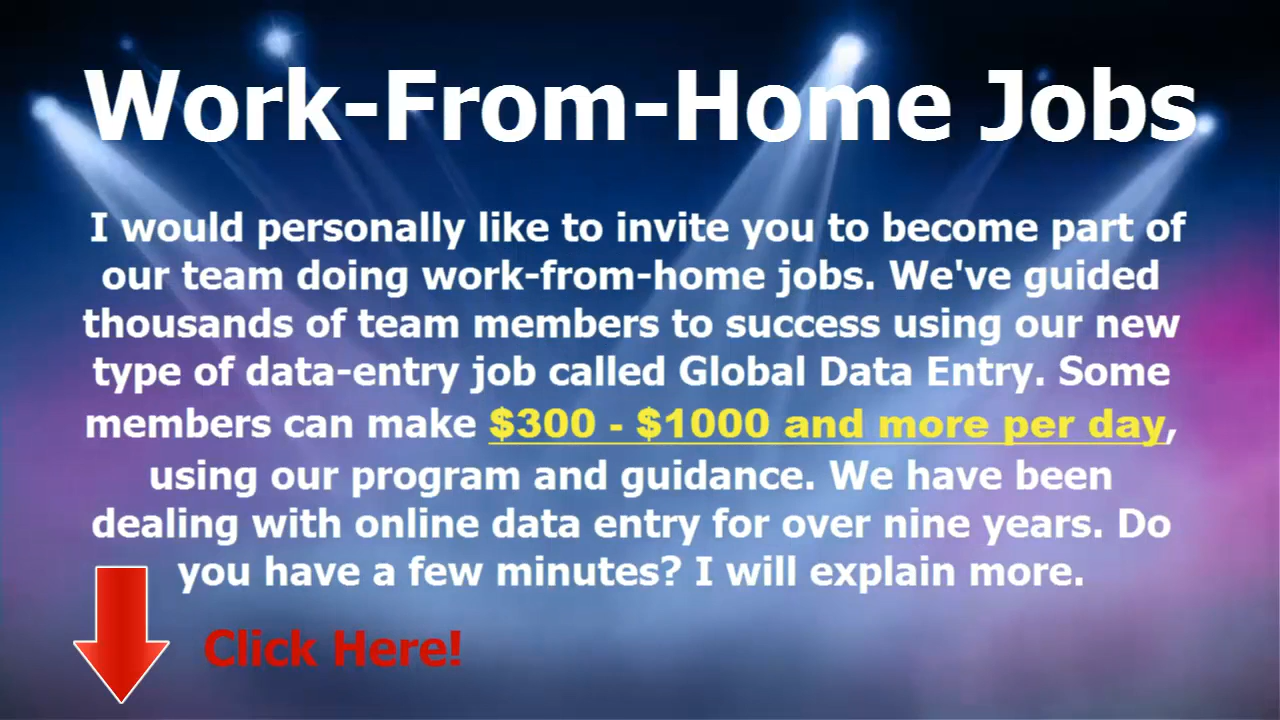 Work-From-Home Jobs
I would personally like to invite you to become part of
our team doing work-from-home jobs. We've guided
thousands of team members to success using our new
type of data-entry job called Global Data Entry. Some
members can make $300 - $1000 and more per day,
using our program and guidance. We have been
dealing with online data entry for over nine years. Do
you have a few minutes? I will explain more.
Click Here!